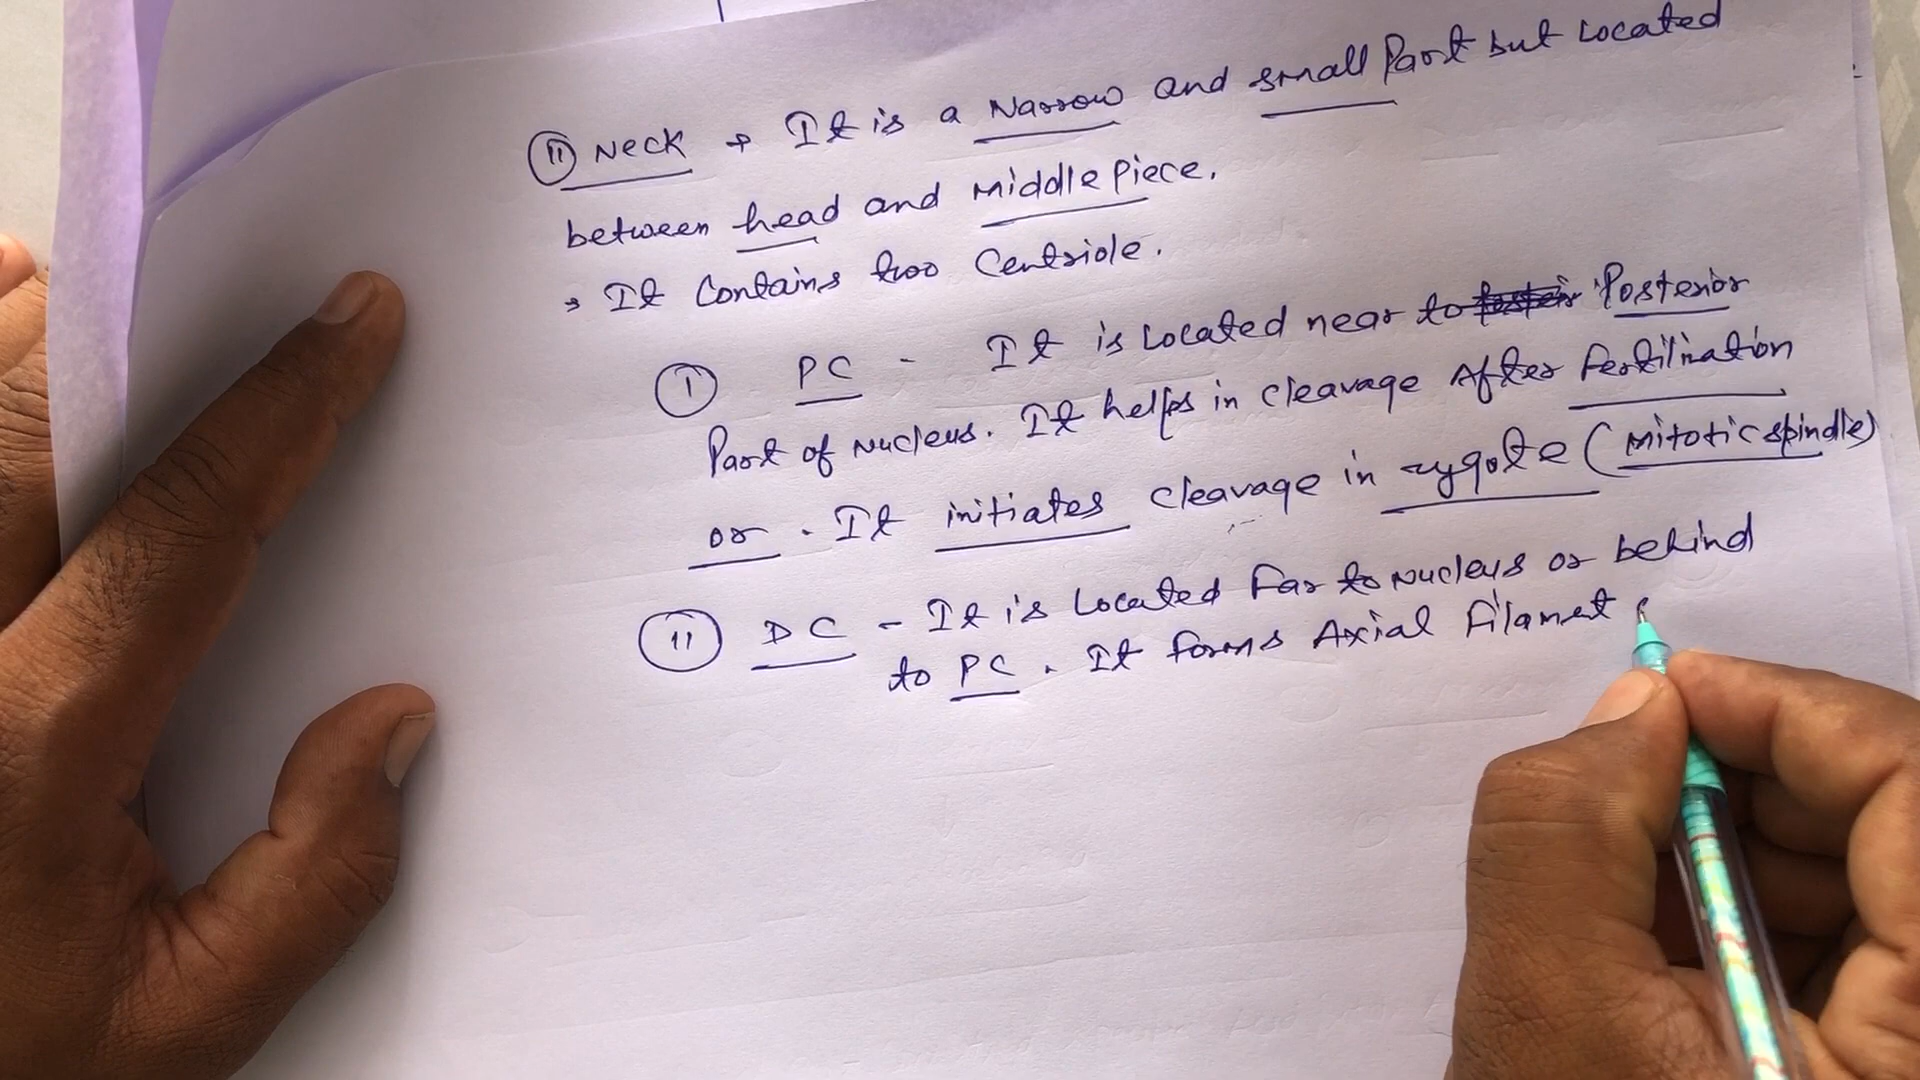 (II) Neck → It is a Narrow and small Part but Located
between head and middle Piece.
→ It Contains two Centriole.
(I) PC - It is Located near to Posterior
Part of Nucleus. It helps in cleavage After Fertilization
or . It initiates cleavage in zygote (Mitotic spindle)
(II) DC - It is Located Far to Nucleus or behind
to PC . It forms Axial Filament